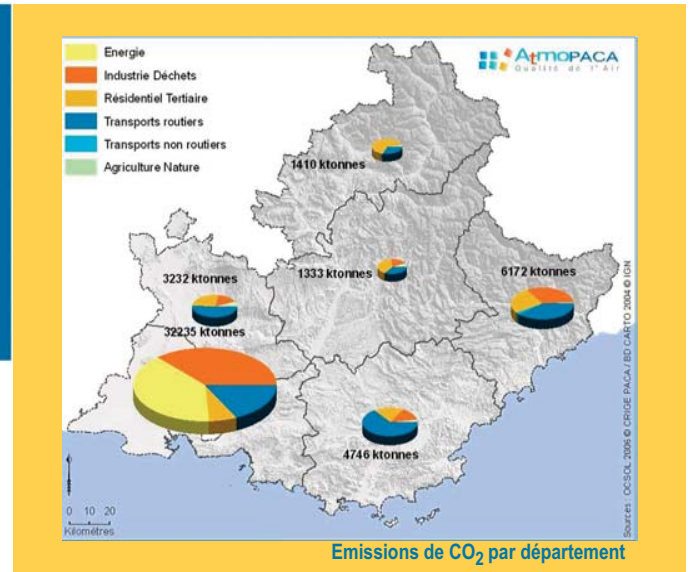 Energie
Industrie Déchets
Résidentiel Tertiaire
Transports routiers
Transports non routiers
Agriculture Nature
AtmoPACA
Qualité de l'Air
1410 ktonnes
3232 ktonnes
1333 ktonnes
6172 ktonnes
32235 ktonnes
4746 ktonnes
0 10 20
Kilomètres
Sources : OCSOL 2006 © CRIGE PACA / BD CARTO 2004 © IGN
Emissions de CO2 par département